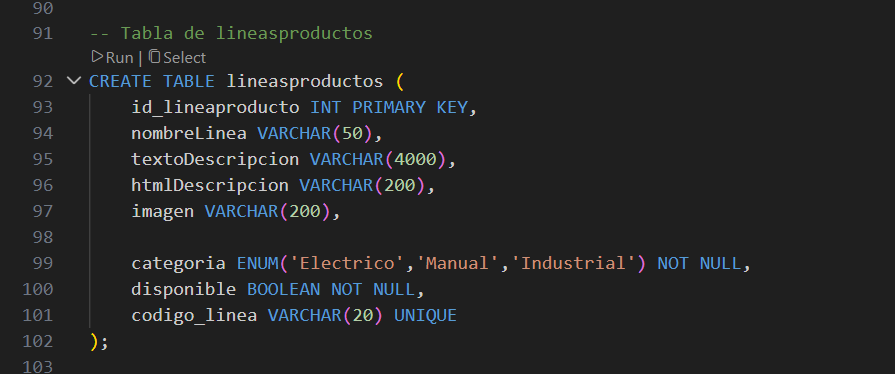 90
91 -- Tabla de lineasproductos
Run | Select
92 CREATE TABLE lineasproductos (
93 id_lineaproducto INT PRIMARY KEY,
94 nombreLinea VARCHAR(50),
95 textoDescripcion VARCHAR(4000),
96 htmlDescripcion VARCHAR(200),
97 imagen VARCHAR(200),
98
99 categoria ENUM('Electrico','Manual','Industrial') NOT NULL,
100 disponible BOOLEAN NOT NULL,
101 codigo_linea VARCHAR(20) UNIQUE
102 );
103